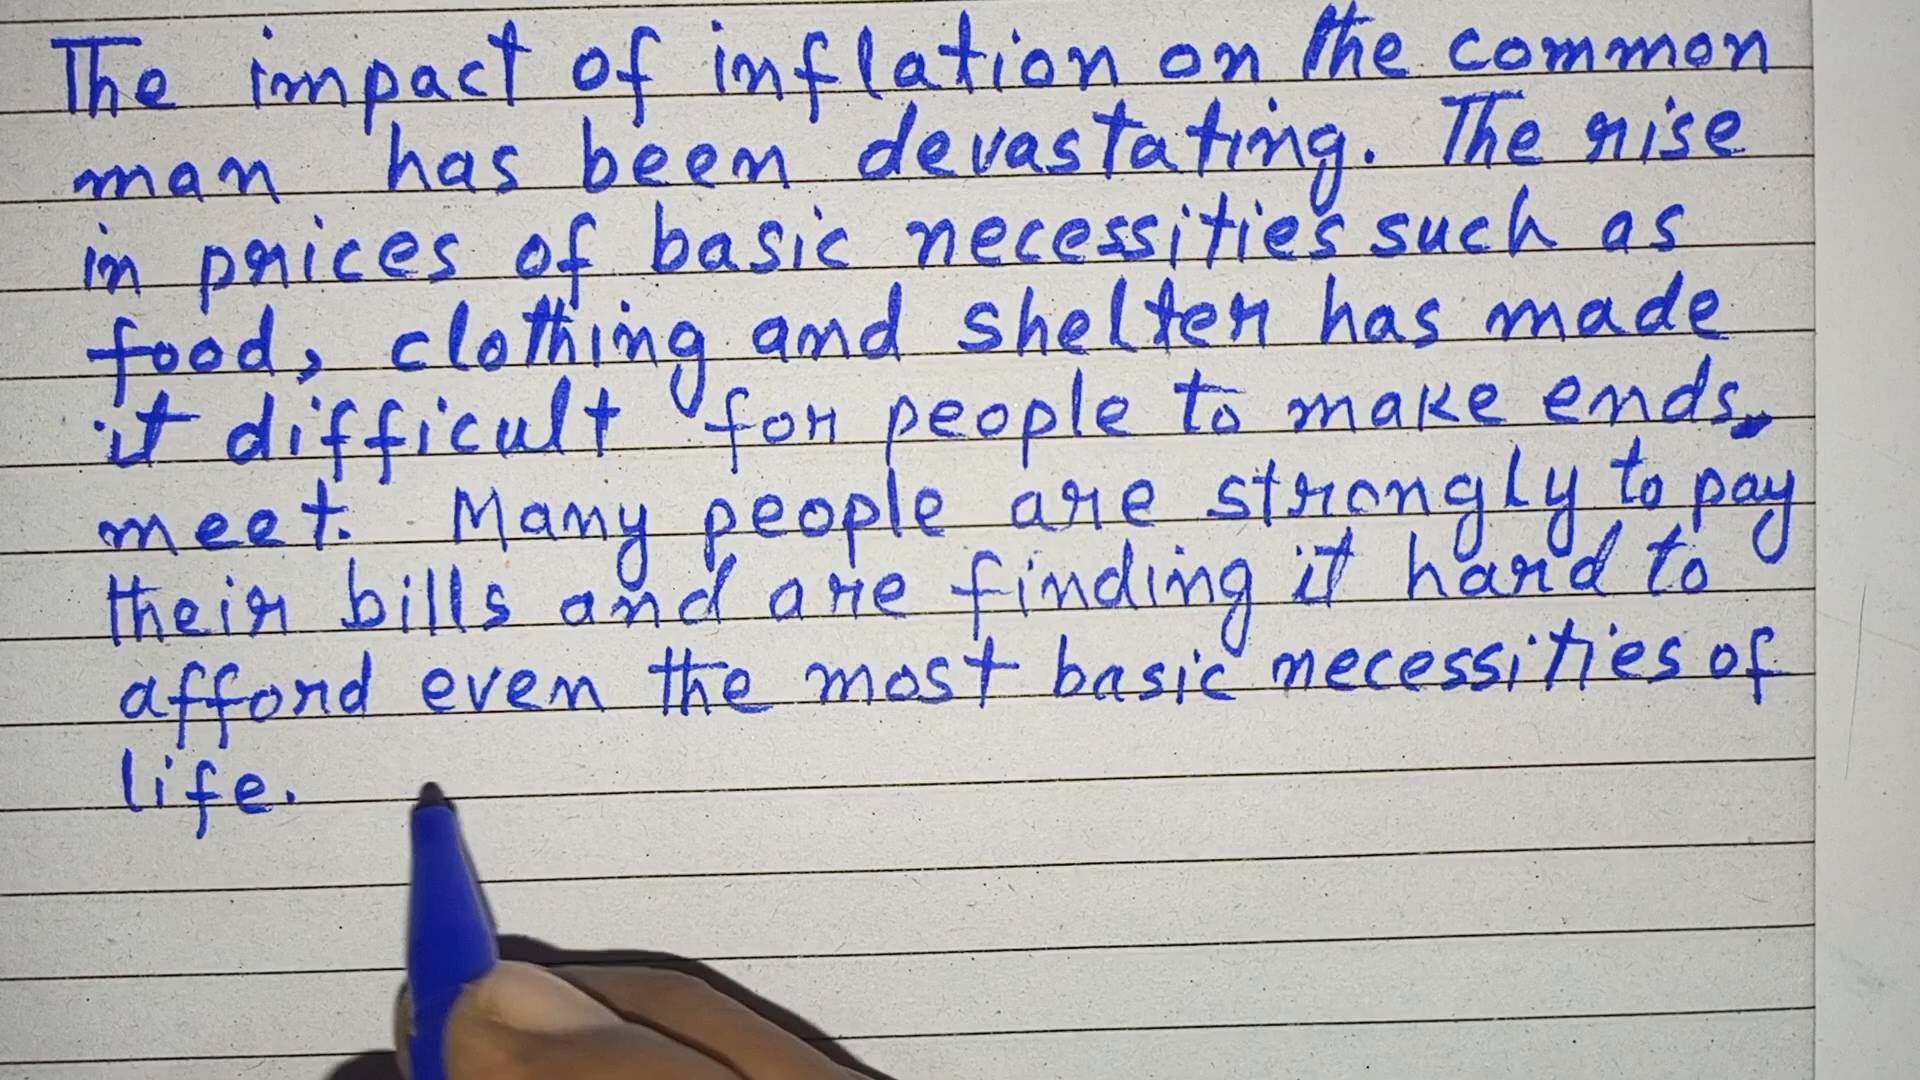 The impact of inflation on the common
man has been devastating. The rise
in prices of basic necessities such as
food, clothing and shelter has made
it difficult for people to make ends
meet. Many people are strongly to pay
their bills and are finding it hard to
afford even the most basic necessities of
life.